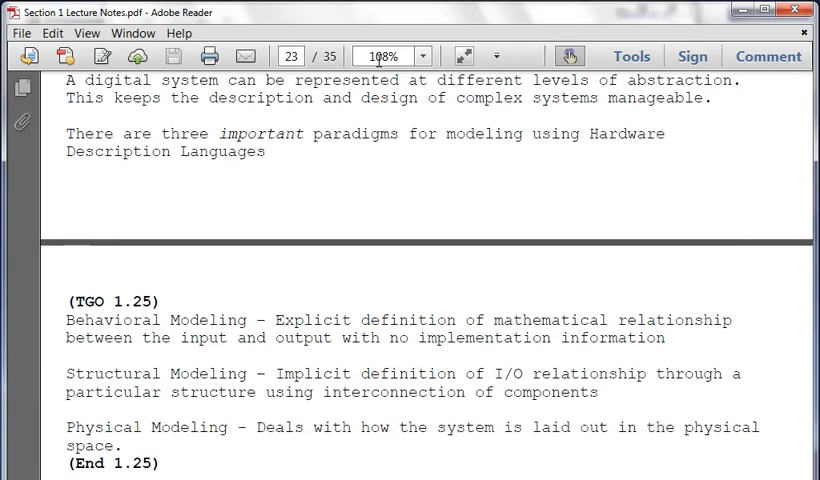 Section 1 Lecture Notes.pdf - Adobe Reader
File Edit View Window Help
23 / 35 108% Tools Sign Comment
A digital system can be represented at different levels of abstraction.
This keeps the description and design of complex systems manageable.
There are three important paradigms for modeling using Hardware
Description Languages
(TGO 1.25)
Behavioral Modeling – Explicit definition of mathematical relationship
between the input and output with no implementation information
Structural Modeling – Implicit definition of I/O relationship through a
particular structure using interconnection of components
Physical Modeling - Deals with how the system is laid out in the physical
space.
(End 1.25)